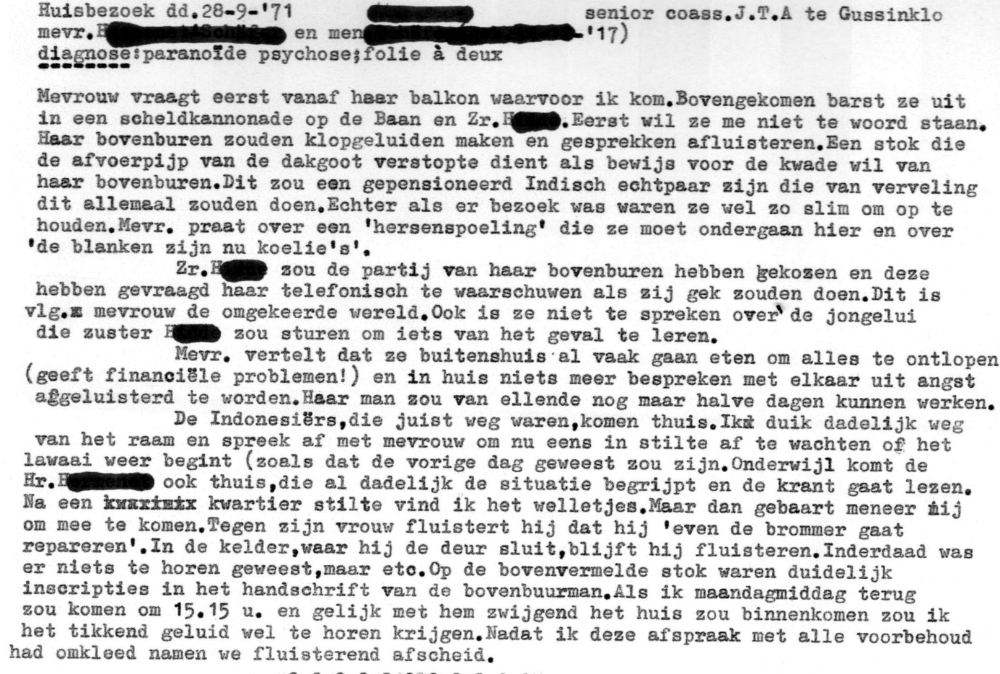 Huisbezoek dd.28-9-'71 senior coass.J.T.A te Gussinklo
mevr. en men -'17)
diagnose:paranoïde psychose;folie à deux
Mevrouw vraagt eerst vanaf haar balkon waarvoor ik kom.Bovengekomen barst ze uit
in een scheldkannonade op de Baan en Zr.H .Eerst wil ze me niet te woord staan.
Haar bovenburen zouden klopgeluiden maken en gesprekken afluisteren.Een stok die
de afvoerpijp van de dakgoot verstopte dient als bewijs voor de kwade wil van
haar bovenburen.Dit zou een gepensioneerd Indisch echtpaar zijn die van verveling
dit allemaal zouden doen.Echter als er bezoek was waren ze wel zo slim om op te
houden.Mevr. praat over een 'hersenspoeling' die ze moet ondergaan hier en over
'de blanken zijn nu koelie's'.
Zr.H zou de partij van haar bovenburen hebben gekozen en deze
hebben gevraagd haar telefonisch te waarschuwen als zij gek zouden doen.Dit is
vlg. mevrouw de omgekeerde wereld.Ook is ze niet te spreken over de jongelui
die zuster H zou sturen om iets van het geval te leren.
Mevr. vertelt dat ze buitenshuis al vaak gaan eten om alles te ontlopen
(geeft financiële problemen!) en in huis niets meer bespreken met elkaar uit angst
afgeluisterd te worden.Haar man zou van ellende nog maar halve dagen kunnen werken.
De Indonesiërs,die juist weg waren,komen thuis.Ik duik dadelijk weg
van het raam en spreek af met mevrouw om nu eens in stilte af te wachten of het
lawaai weer begint (zoals dat de vorige dag geweest zou zijn.Onderwijl komt de
Hr.H ook thuis,die al dadelijk de situatie begrijpt en de krant gaat lezen.
Na een kwartier stilte vind ik het welletjes.Maar dan gebaart meneer mij
om mee te komen.Tegen zijn vrouw fluistert hij dat hij 'even de brommer gaat
repareren'.In de kelder,waar hij de deur sluit,blijft hij fluisteren.Inderdaad was
er niets te horen geweest,maar etc.Op de bovenvermelde stok waren duidelijk
inscripties in het handschrift van de bovenbuurman.Als ik maandagmiddag terug
zou komen om 15.15 u. en gelijk met hem zwijgend het huis zou binnenkomen zou ik
het tikkend geluid wel te horen krijgen.Nadat ik deze afspraak met alle voorbehoud
had omkleed namen we fluisterend afscheid.